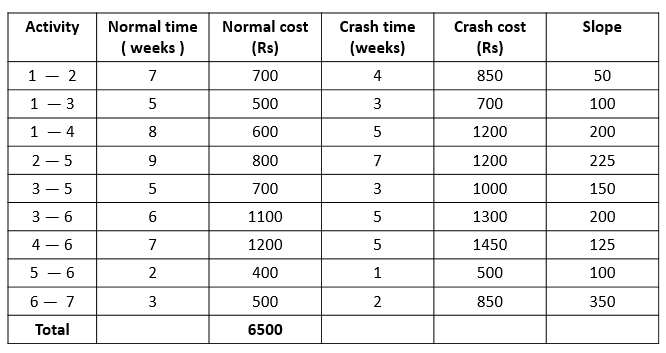 Activity Normal time ( weeks ) Normal cost (Rs) Crash time (weeks) Crash cost (Rs) Slope
1 — 2 7 700 4 850 50
1 — 3 5 500 3 700 100
1 — 4 8 600 5 1200 200
2 — 5 9 800 7 1200 225
3 — 5 5 700 3 1000 150
3 — 6 6 1100 5 1300 200
4 — 6 7 1200 5 1450 125
5 — 6 2 400 1 500 100
6 — 7 3 500 2 850 350
Total 6500